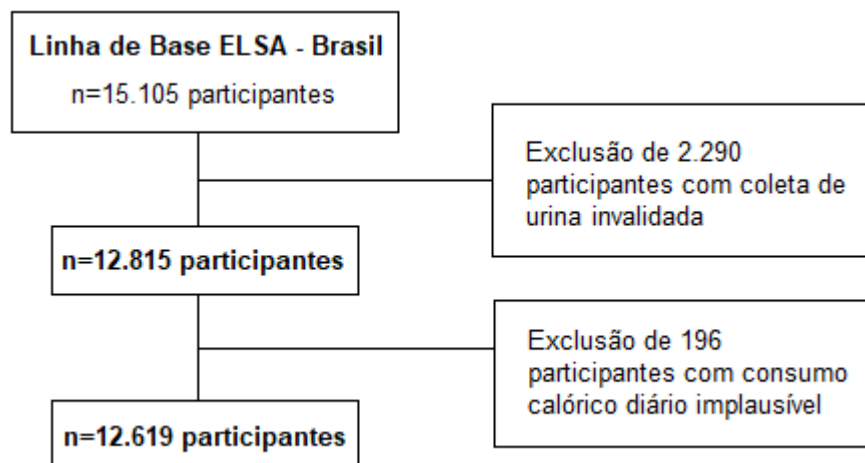 Linha de Base ELSA - Brasil
n=15.105 participantes
Exclusão de 2.290
participantes com coleta de
urina invalidada
n=12.815 participantes
Exclusão de 196
participantes com consumo
calórico diário implausível
n=12.619 participantes